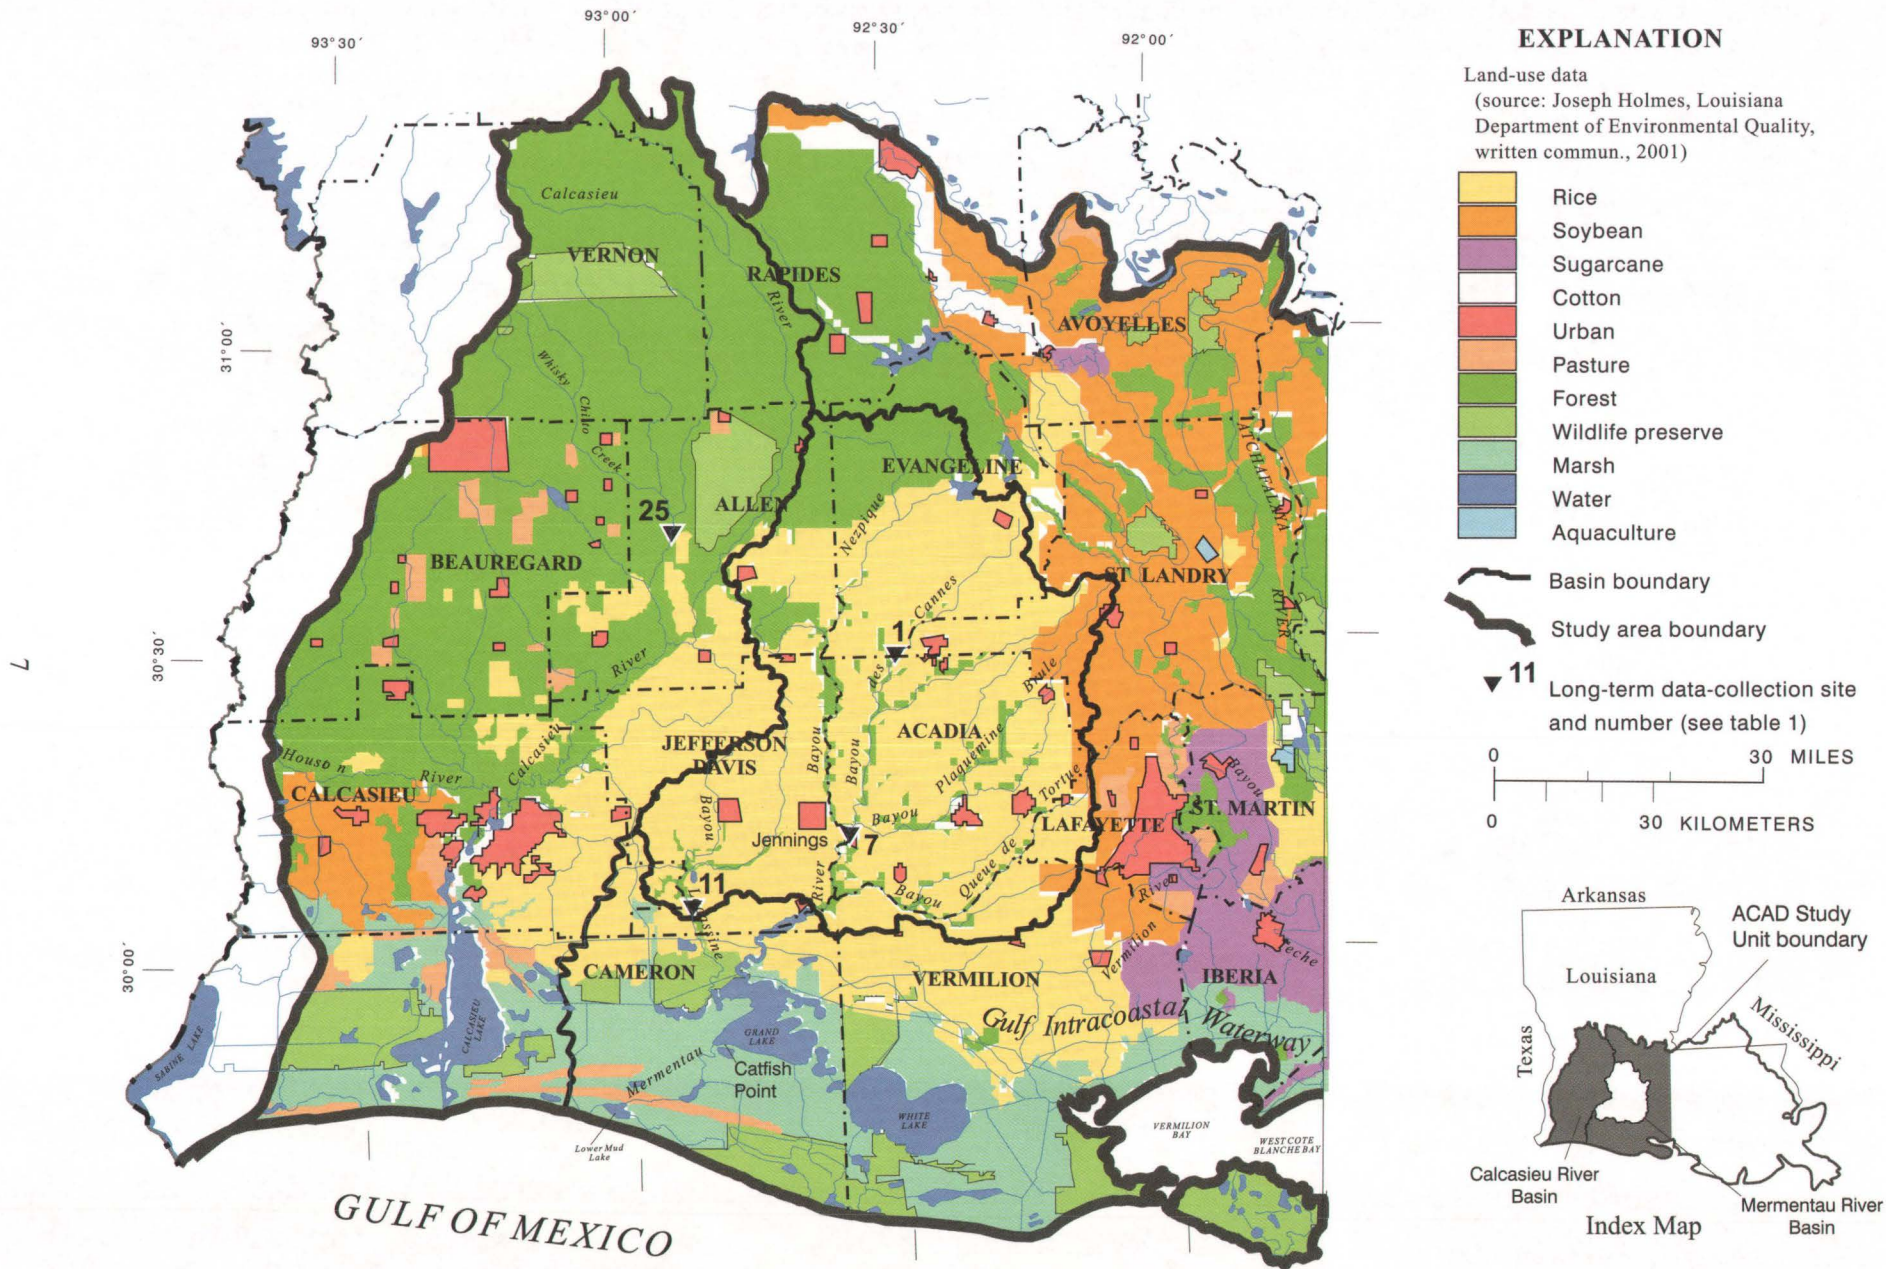 93°00´
93°30´
92°30´
92°00´
31°00´
30°30´
30°00´
7
Calcasieu
VERNON
RAPIDES
River
AVOYELLES
Whisky
Chitto
Creek
EVANGELINE
ATCHAFALAYA
RIVER
ALLEN
25
Nezpique
BEAUREGARD
ST LANDRY
Cannes
1
des
River
Brule
JEFFERSON
DAVIS
ACADIA
Bayou
Bayou
Plaquemine
Calcasieu
Houston
River
CALCASIEU
Tortue
Bayou
ST. MARTIN
Bayou
Bayou
LAFAYETTE
Jennings
7
Queue de
11
Lacassine
River
Bayou
River
Vermilion
Teche
CAMERON
VERMILION
IBERIA
Gulf Intracoastal Waterway
SABINE LAKE
CALCASIEU
LAKE
GRAND
LAKE
Mermentau
Catfish
Point
WHITE
LAKE
VERMILION
BAY
WEST COTE
BLANCHE BAY
Lower Mud
Lake
GULF OF MEXICO
EXPLANATION
Land-use data
(source: Joseph Holmes, Louisiana
Department of Environmental Quality,
written commun., 2001)
Rice
Soybean
Sugarcane
Cotton
Urban
Pasture
Forest
Wildlife preserve
Marsh
Water
Aquaculture
Basin boundary
Study area boundary
11
Long-term data-collection site
and number (see table 1)
0 30 MILES
0 30 KILOMETERS
Arkansas
ACAD Study
Unit boundary
Louisiana
Texas
Mississippi
Calcasieu River
Basin
Mermentau River
Basin
Index Map